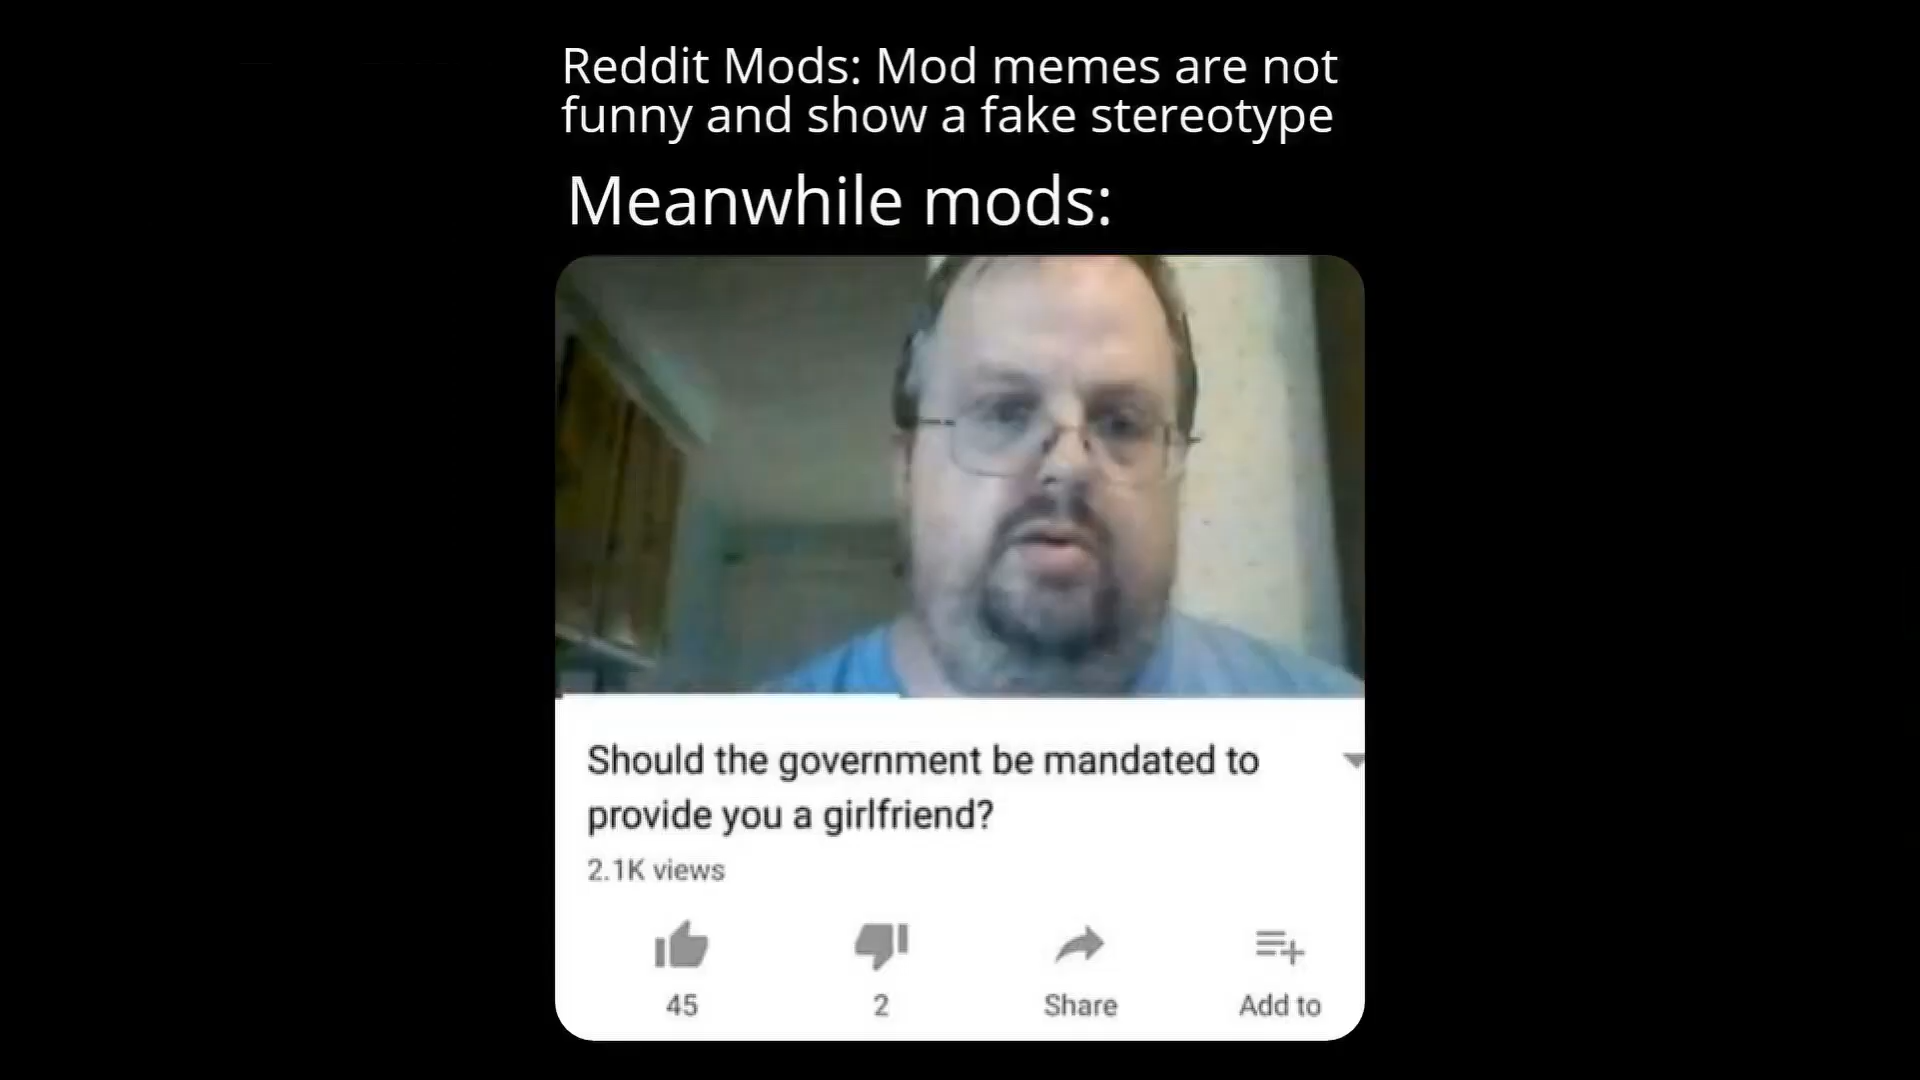 Reddit Mods: Mod memes are not
funny and show a fake stereotype
Meanwhile mods:
Should the government be mandated to
provide you a girlfriend?
2.1K views
45 2 Share Add to